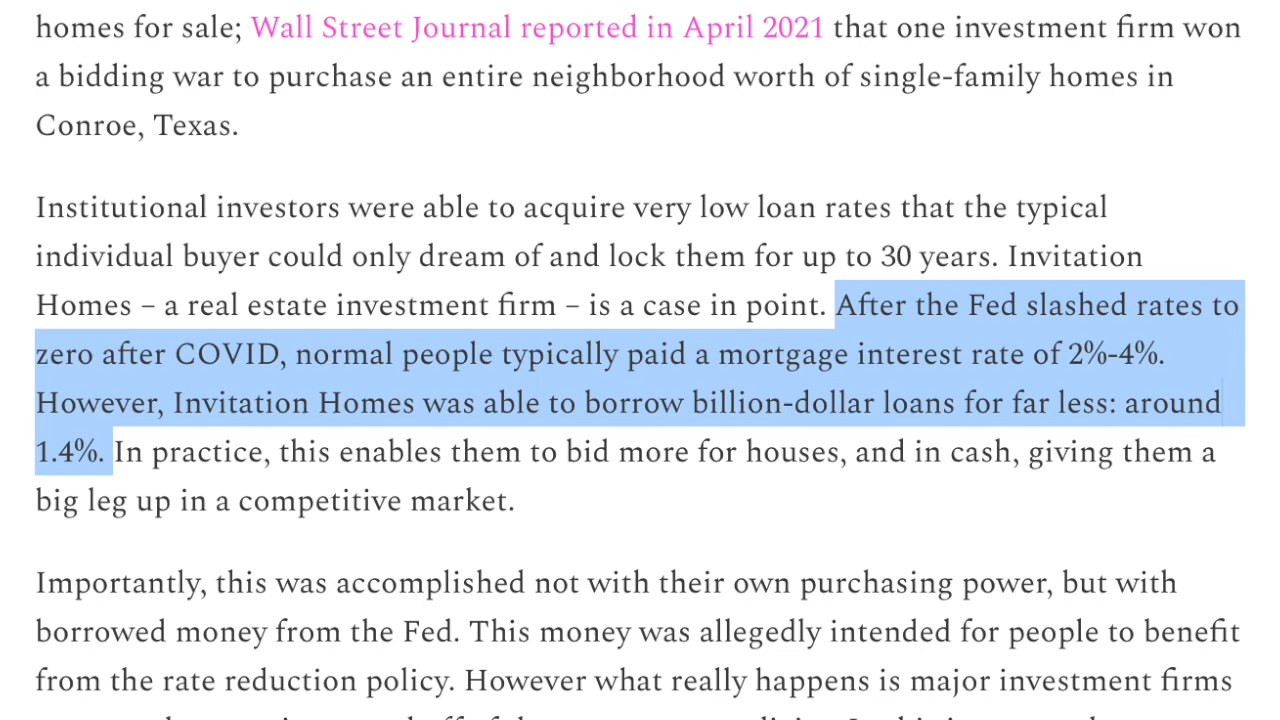 homes for sale; Wall Street Journal reported in April 2021 that one investment firm won
a bidding war to purchase an entire neighborhood worth of single-family homes in
Conroe, Texas.
Institutional investors were able to acquire very low loan rates that the typical
individual buyer could only dream of and lock them for up to 30 years. Invitation
Homes – a real estate investment firm – is a case in point. After the Fed slashed rates to
zero after COVID, normal people typically paid a mortgage interest rate of 2%-4%.
However, Invitation Homes was able to borrow billion-dollar loans for far less: around
1.4%. In practice, this enables them to bid more for houses, and in cash, giving them a
big leg up in a competitive market.
Importantly, this was accomplished not with their own purchasing power, but with
borrowed money from the Fed. This money was allegedly intended for people to benefit
from the rate reduction policy. However what really happens is major investment firms